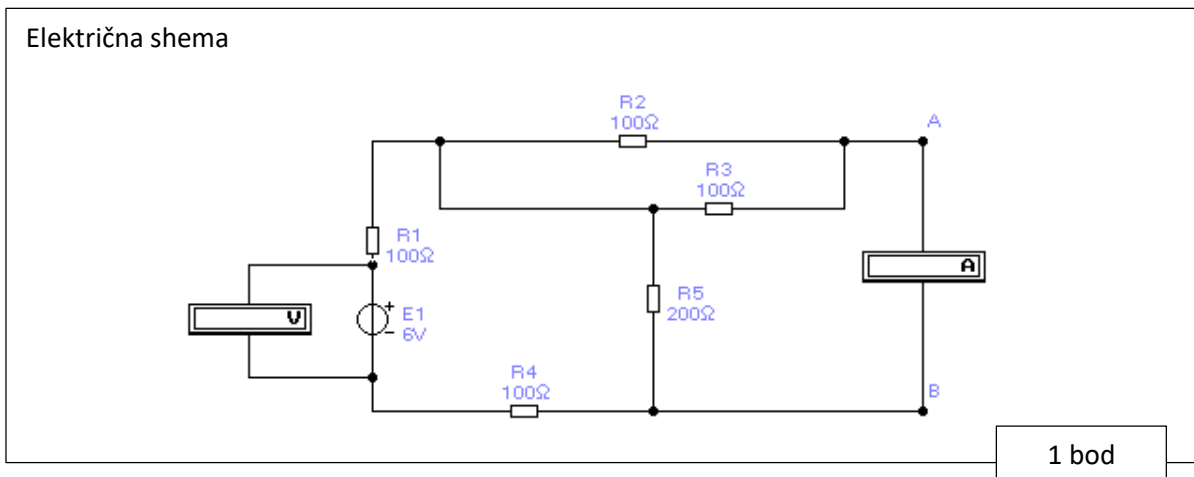 Električna shema
R2
100Ω
A
R3
100Ω
R1
100Ω
A
V
+
E1
-
6V
R5
200Ω
R4
100Ω
B
1 bod